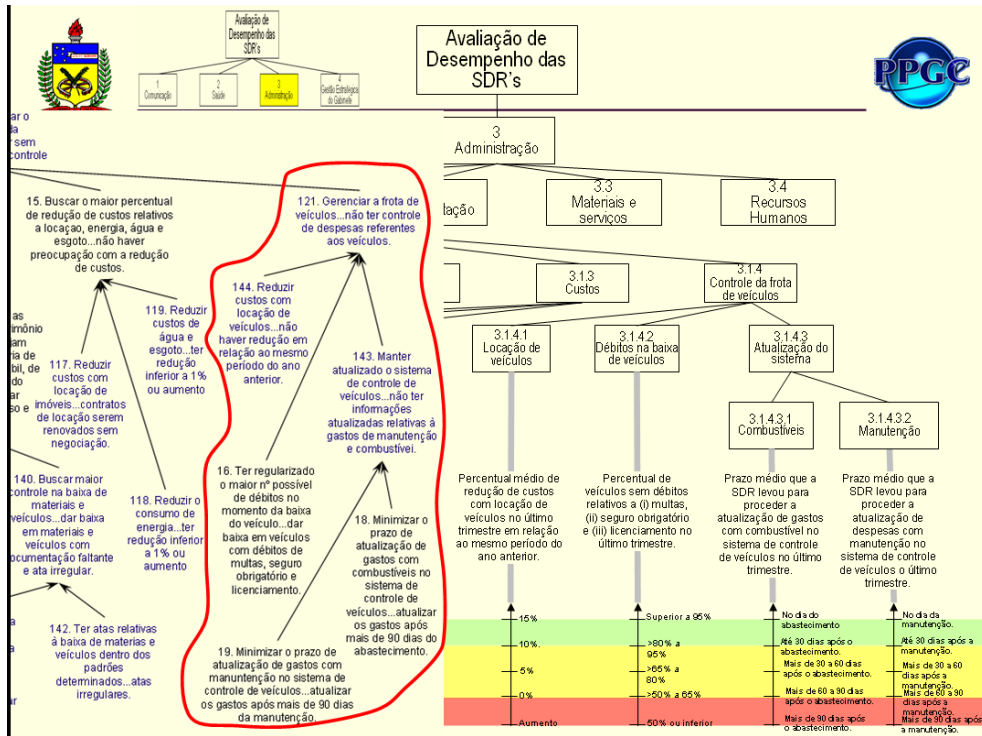 Avaliação de
Desempenho das
SDR's
1
Comunicação
2
Saúde
3
Administração
4
Gestão Estratégica
do Gabinete
Avaliação de
Desempenho das
SDR's
PPGC
3
Administração
tação
3.3
Materiais e
serviços
3.4
Recursos
Humanos
3.1.3
Custos
3.1.4
Controle da frota
de veículos
3.1.4.1
Locação de
veículos
3.1.4.2
Débitos na baixa
de veículos
3.1.4.3
Atualização do
sistema
3.1.4.3.1
Combustíveis
3.1.4.3.2
Manutenção
ar o
da
sem
controle
15. Buscar o maior percentual
de redução de custos relativos
a locaçao, energia, água e
esgoto...não haver
preocupação com a redução
de custos.
121. Gerenciar a frota de
veículos...não ter controle
de despesas referentes
aos veículos.
144. Reduzir
custos com
locação de
veículos...não
haver redução em
relação ao mesmo
período do ano
anterior.
119. Reduzir
custos de
água e
esgoto...ter
redução
inferior a 1%
ou aumento
as
imônio
am
ria de
bil, de
do
ar
so e
117. Reduzir
custos com
locação de
imóveis...contratos
de locação serem
renovados sem
negociação.
143. Manter
atualizado o sistema
de controle de
veículos...não ter
informações
atualizadas relativas à
gastos de manutenção
e combustívei.
16. Ter regularizado
o maior nº possível
de débitos no
momento da baixa
do veículo...dar
baixa em veículos
com débitos de
multas, seguro
obrigatório e
licenciamento.
140. Buscar maior
controle na baixa de
materiais e
veículos...dar baixa
em materiais e
veículos com
ocumentação faltante
e ata irregular.
118. Reduzir o
consumo de
energia...ter
redução inferior
a 1% ou
aumento
18. Minimizar o
prazo de
atualização de
gastos com
combustíveis no
sistema de
controle de
veículos...atualizar
os gastos após
mais de 90 dias do
abastecimento.
142. Ter atas relativas
à baixa de materias e
veículos dentro dos
padrões
determinados...atas
irregulares.
19. Minimizar o prazo de
atualização de gastos com
manuntenção no sistema de
controle de veículos...atualizar
os gastos após mais de 90 dias
da manutenção.
Percentual médio de
redução de custos
com locação de
veículos no último
trimestre em relação
ao mesmo período do
ano anterior.
Percentual de
veículos sem débitos
relativos a (i) multas,
(ii) seguro obrigatório
e (iii) licenciamento no
último trimestre.
Prazo médio que a
SDR levou para
proceder a
atualização de gastos
com combustível no
sistema de controle
de veículos no último
trimestre.
Prazo médio que a
SDR levou para
proceder a
atualização de
despesas com
manutenção no
sistema de controle
de veículos o último
trimestre.
15%
10%.
5%
0%
Aumento
Superior a 95%
>80% a
95%
>65% a
80%
>50% a 65%
50% ou inferior
No dia do
abastecimento
Até 30 dias após o
abastecimento.
Mais de 30 a 60 dias
após o abastecimento.
Mais de 60 a 90 dias
após o abastecimento.
Mais de 90 dias após
o abastecimento.
No dia da
manutenção.
Até 30 dias após a
manutenção.
Mais de 30 a 60
dias após a
manutenção.
Mais de 60 a 90
dias após a
manutenção.
Mais de 90 dias após
a manutenção.